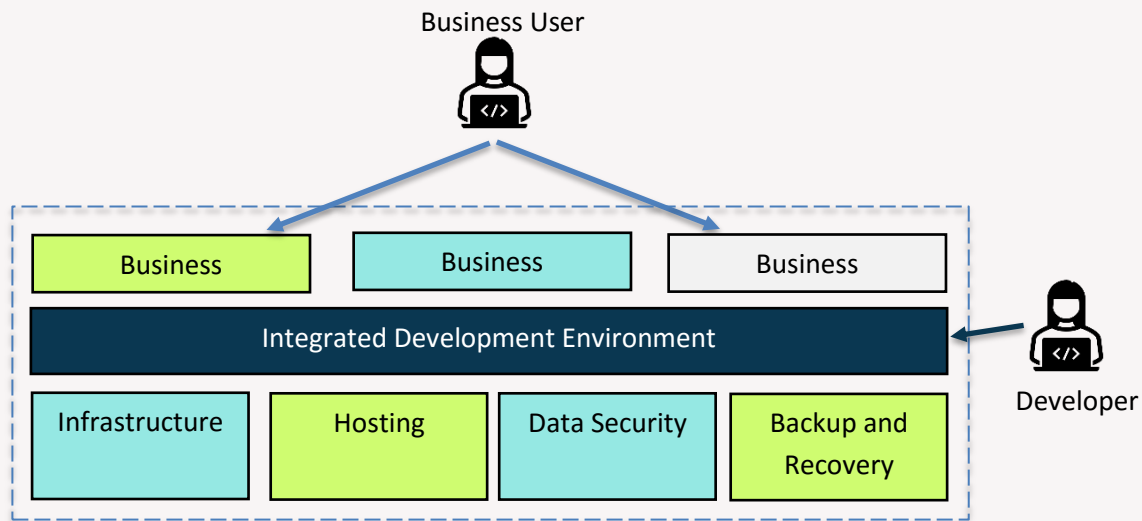 Business User
</>
Business
Business
Business
Integrated Development Environment
</>
Developer
Infrastructure
Hosting
Data Security
Backup and
Recovery